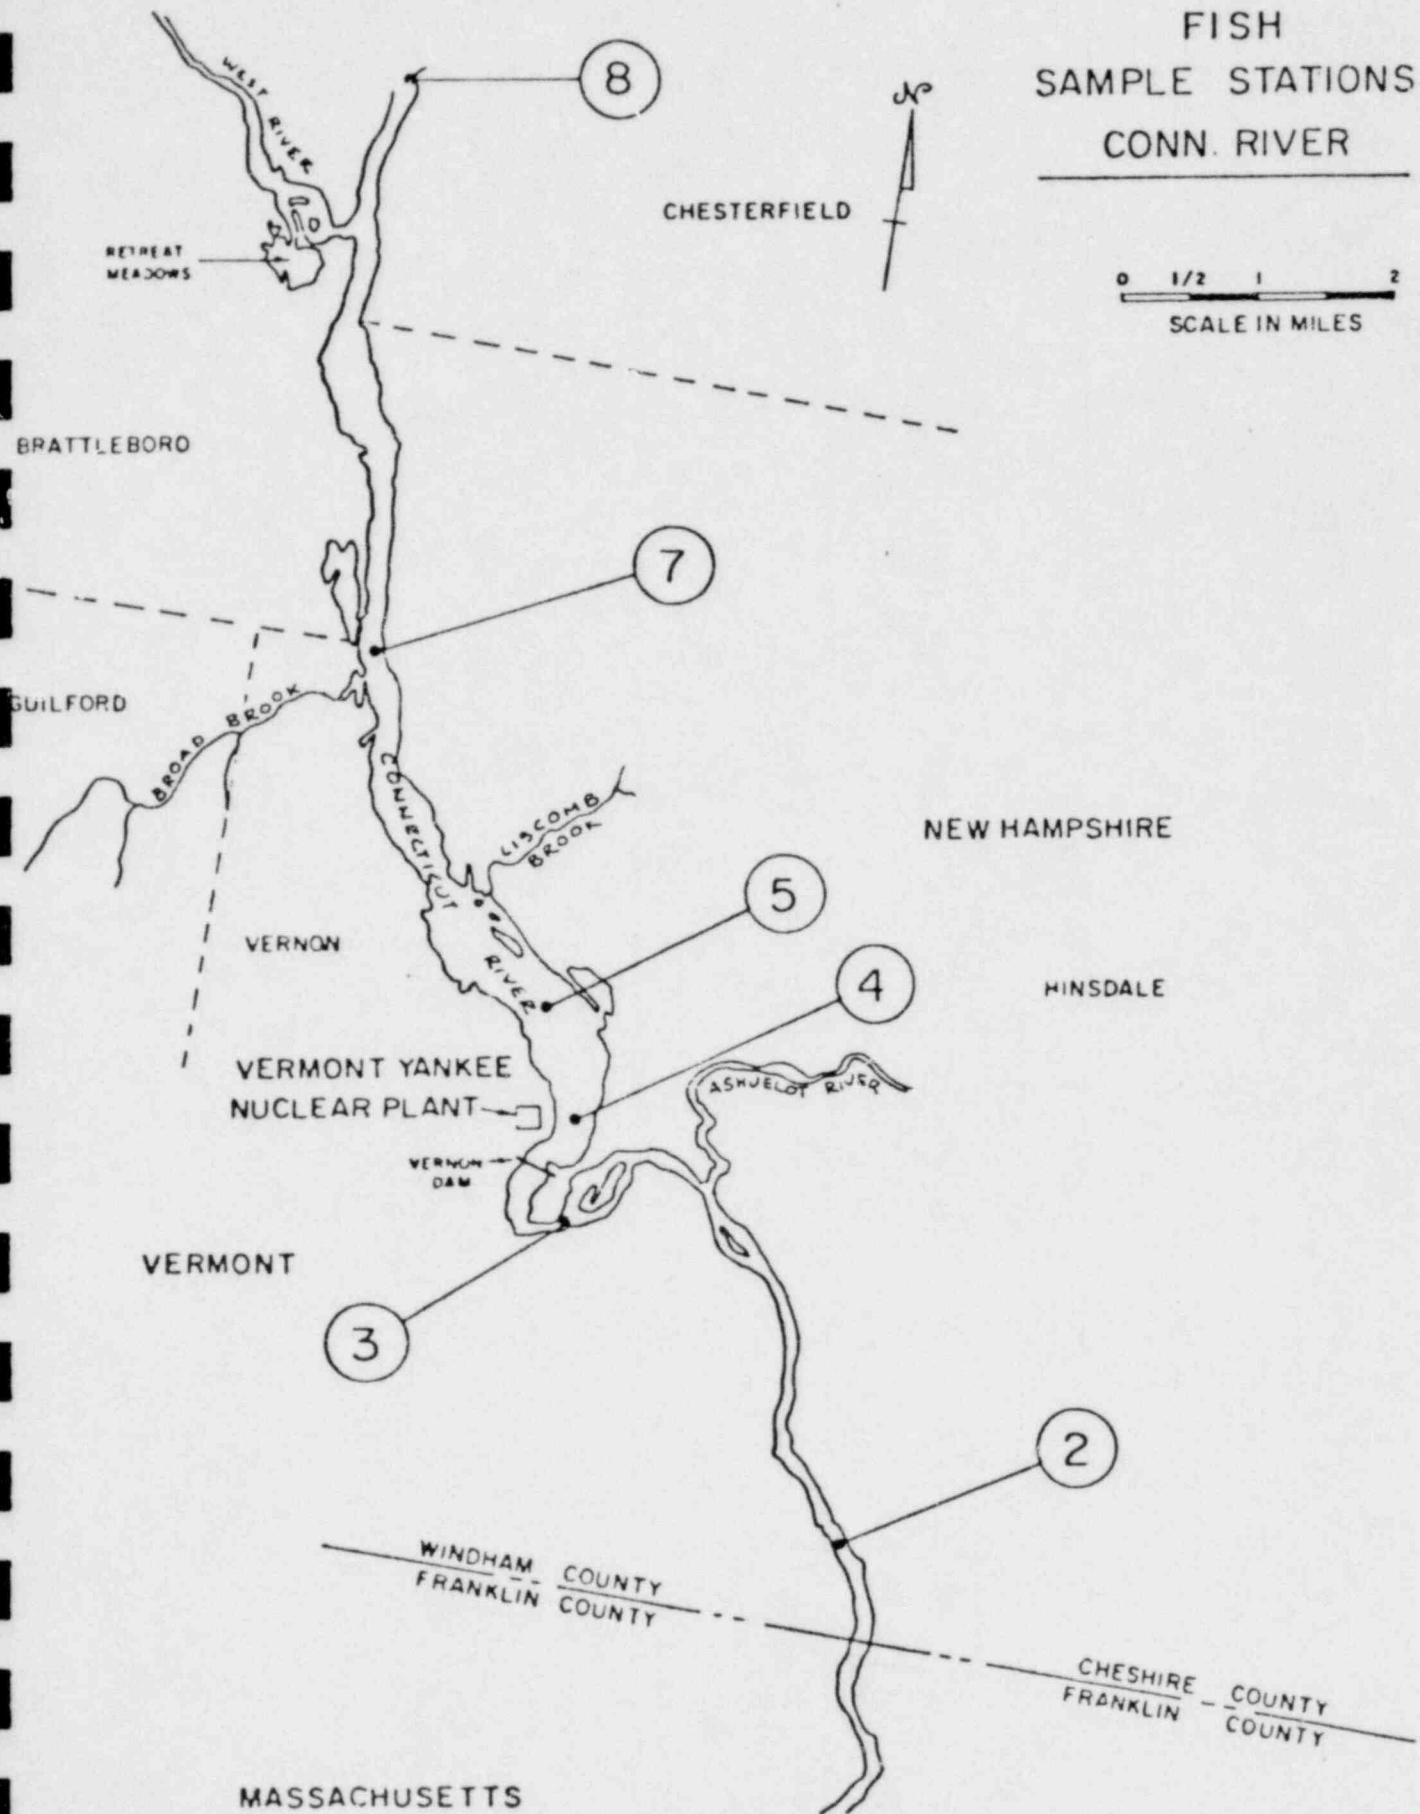 FISH
SAMPLE STATIONS
CONN. RIVER
8
WEST RIVER
N
CHESTERFIELD
RETREAT
MEADOWS
0 1/2 1 2
SCALE IN MILES
BRATTLEBORO
7
GUILFORD
BROAD BROOK
CONNECTICUT
RIVER
LISCOMB
BROOK
NEW HAMPSHIRE
5
VERNON
4
HINSDALE
VERMONT YANKEE
NUCLEAR PLANT
ASHUELOT RIVER
VERNON
DAM
VERMONT
3
2
WINDHAM COUNTY
FRANKLIN COUNTY
CHESHIRE COUNTY
FRANKLIN COUNTY
MASSACHUSETTS